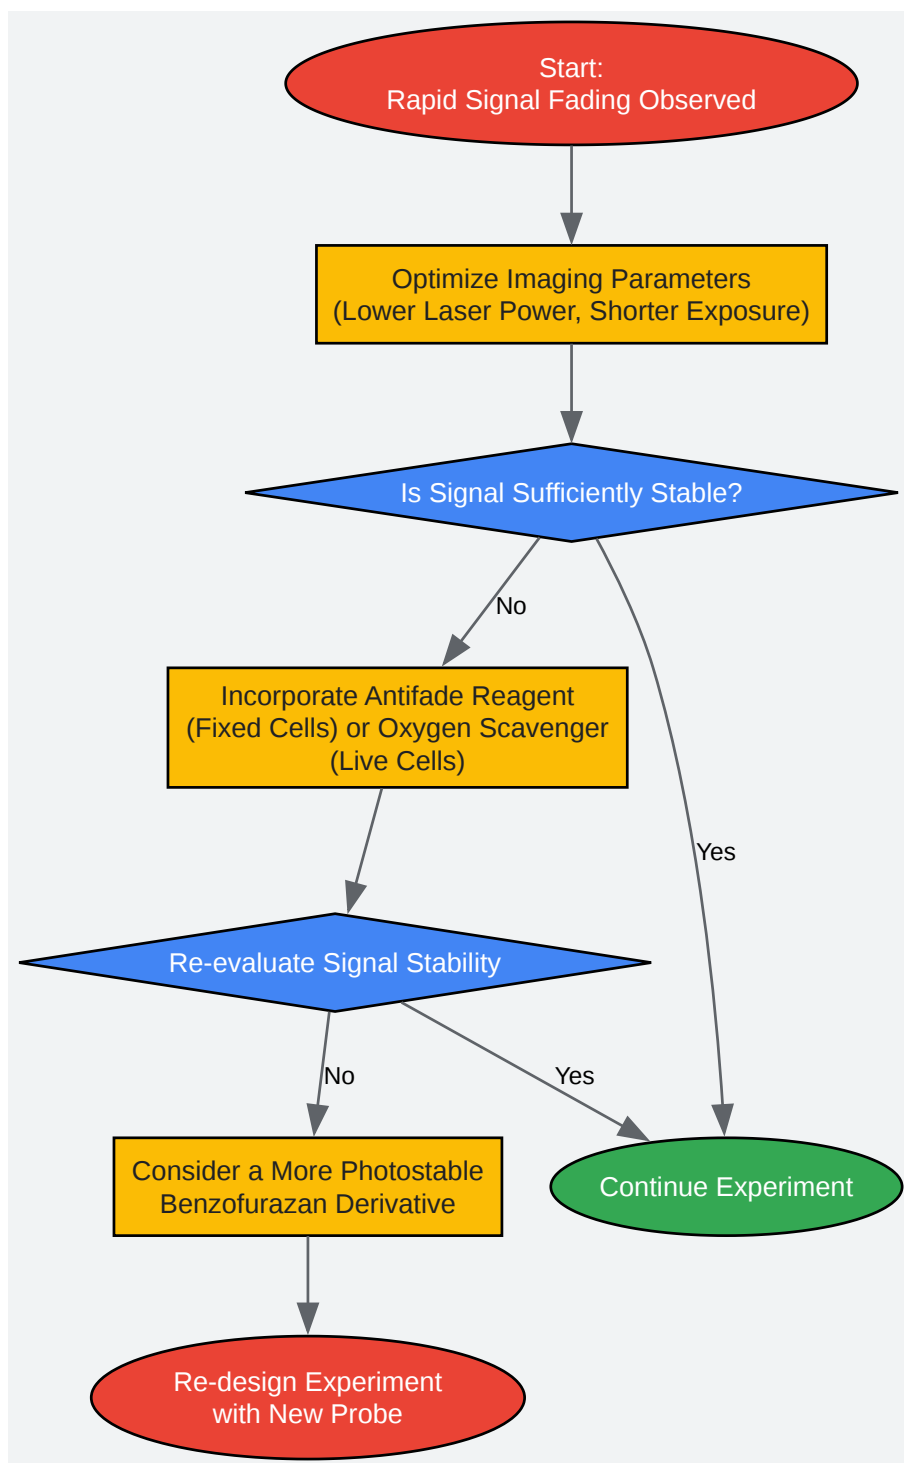 Start:
Rapid Signal Fading Observed
Optimize Imaging Parameters
(Lower Laser Power, Shorter Exposure)
Is Signal Sufficiently Stable?
No
Incorporate Antifade Reagent
(Fixed Cells) or Oxygen Scavenger
(Live Cells)
Yes
Re-evaluate Signal Stability
No
Yes
Consider a More Photostable
Benzofurazan Derivative
Continue Experiment
Re-design Experiment
with New Probe